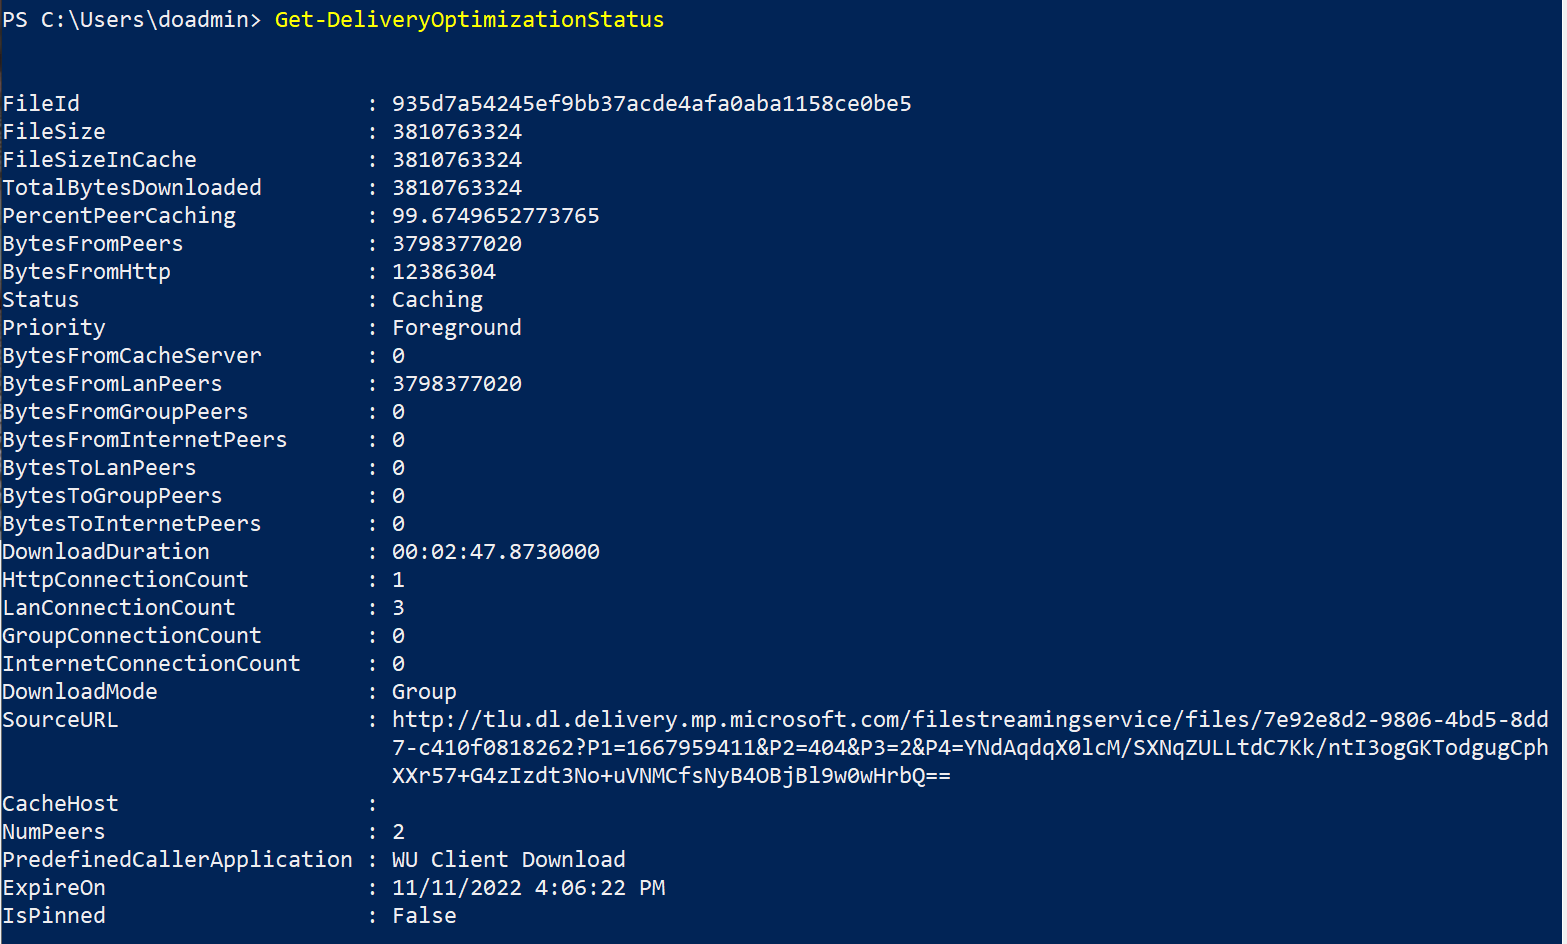 PS C:\Users\doadmin> Get-DeliveryOptimizationStatus
FileId : 935d7a54245ef9bb37acde4afa0aba1158ce0be5
FileSize : 3810763324
FileSizeInCache : 3810763324
TotalBytesDownloaded : 3810763324
PercentPeerCaching : 99.6749652773765
BytesFromPeers : 3798377020
BytesFromHttp : 12386304
Status : Caching
Priority : Foreground
BytesFromCacheServer : 0
BytesFromLanPeers : 3798377020
BytesFromGroupPeers : 0
BytesFromInternetPeers : 0
BytesToLanPeers : 0
BytesToGroupPeers : 0
BytesToInternetPeers : 0
DownloadDuration : 00:02:47.8730000
HttpConnectionCount : 1
LanConnectionCount : 3
GroupConnectionCount : 0
InternetConnectionCount : 0
DownloadMode : Group
SourceURL : http://tlu.dl.delivery.mp.microsoft.com/filestreamingservice/files/7e92e8d2-9806-4bd5-8dd
7-c410f0818262?P1=1667959411&P2=404&P3=2&P4=YNdAqdqX0lcM/SXNqZULLtdC7Kk/ntI3ogGKTodgugCph
XXr57+G4zIzdt3No+uVNMCfsNyB4OBjBl9w0wHrbQ==
CacheHost :
NumPeers : 2
PredefinedCallerApplication : WU Client Download
ExpireOn : 11/11/2022 4:06:22 PM
IsPinned : False